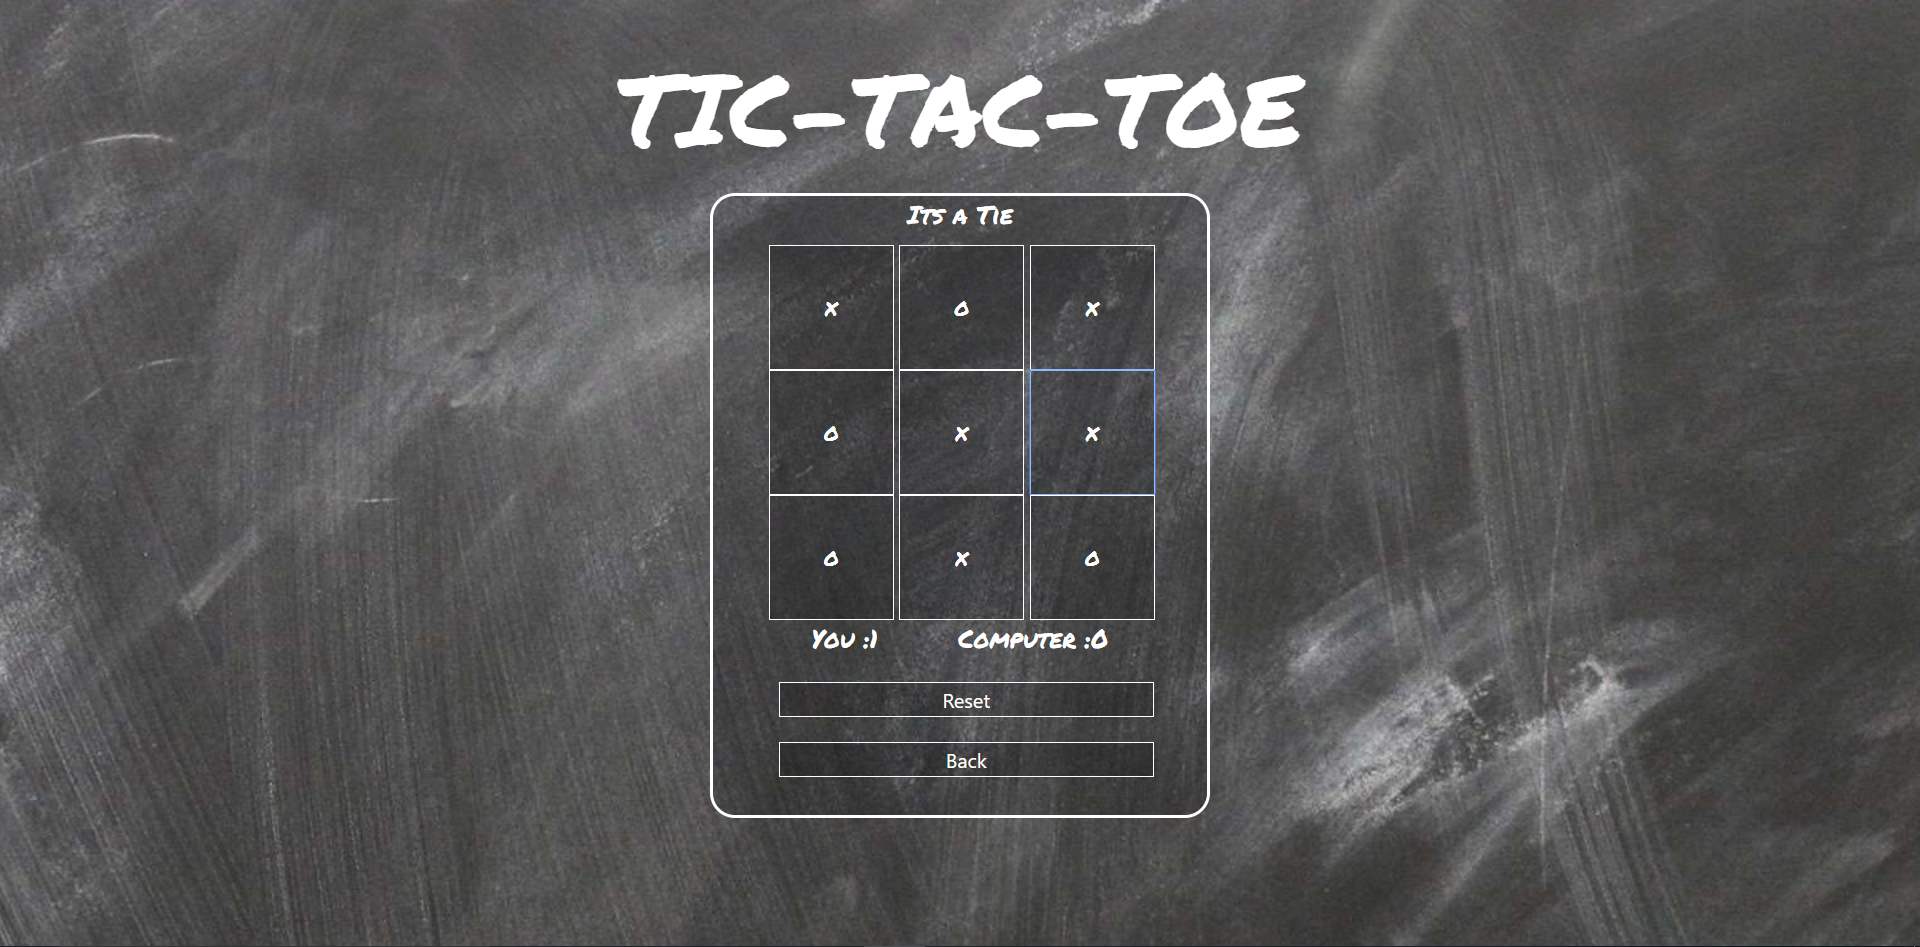 TIC-TAC-TOE
Its a Tie
x o x
o x x
o x o
You :1 Computer :0
Reset
Back